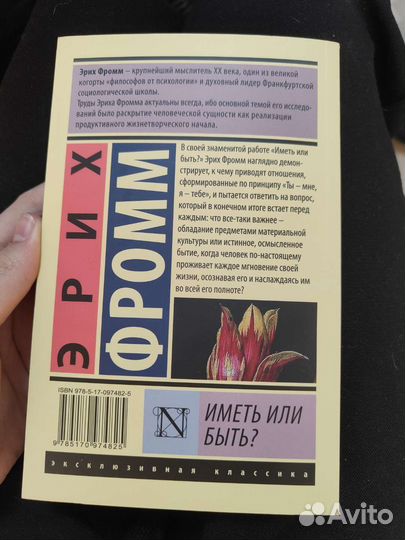 Эрих Фромм – крупнейший мыслитель XX века, один из великой
когорты «философов от психологии» и духовный лидер Франкфуртской
социологической школы.
Труды Эриха Фромма актуальны всегда, ибо основной темой его исследо-
ваний было раскрытие человеческой сущности как реализации
продуктивного жизнетворческого начала.
ЭРИХ
ФРОММ
В своей знаменитой работе «Иметь или
быть?» Эрих Фромм наглядно демон-
стрирует, к чему приводят отношения,
сформированные по принципу «Ты – мне,
я – тебе», и пытается ответить на вопрос,
который в конечном итоге встает перед
каждым: что все-таки важнее –
обладание предметами материальной
культуры или истинное, осмысленное
бытие, когда человек по-настоящему
проживает каждое мгновение своей
жизни, осознавая его и наслаждаясь им
во всей его полноте?
ISBN 978-5-17-097482-5
9 785170 974825
N
ИМЕТЬ ИЛИ
БЫТЬ?
эксклюзивная классика
Avito